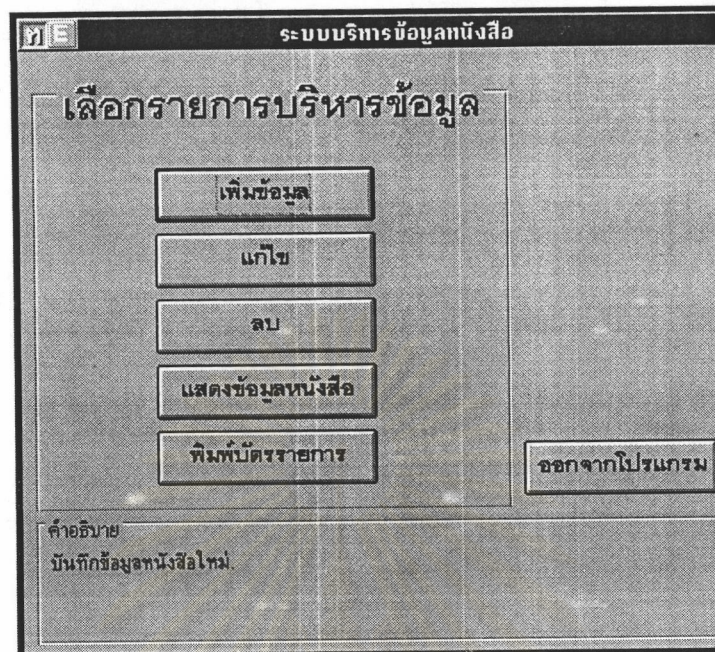 ฅ E
ระบบบริหารข้อมูลหนังสือ
เลือกรายการบริหารข้อมูล
เพิ่มข้อมูล
แก้ไข
ลบ
แสดงข้อมูลหนังสือ
พิมพ์บัตรรายการ
ออกจากโปรแกรม
คำอธิบาย
บันทึกข้อมูลหนังสือใหม่.